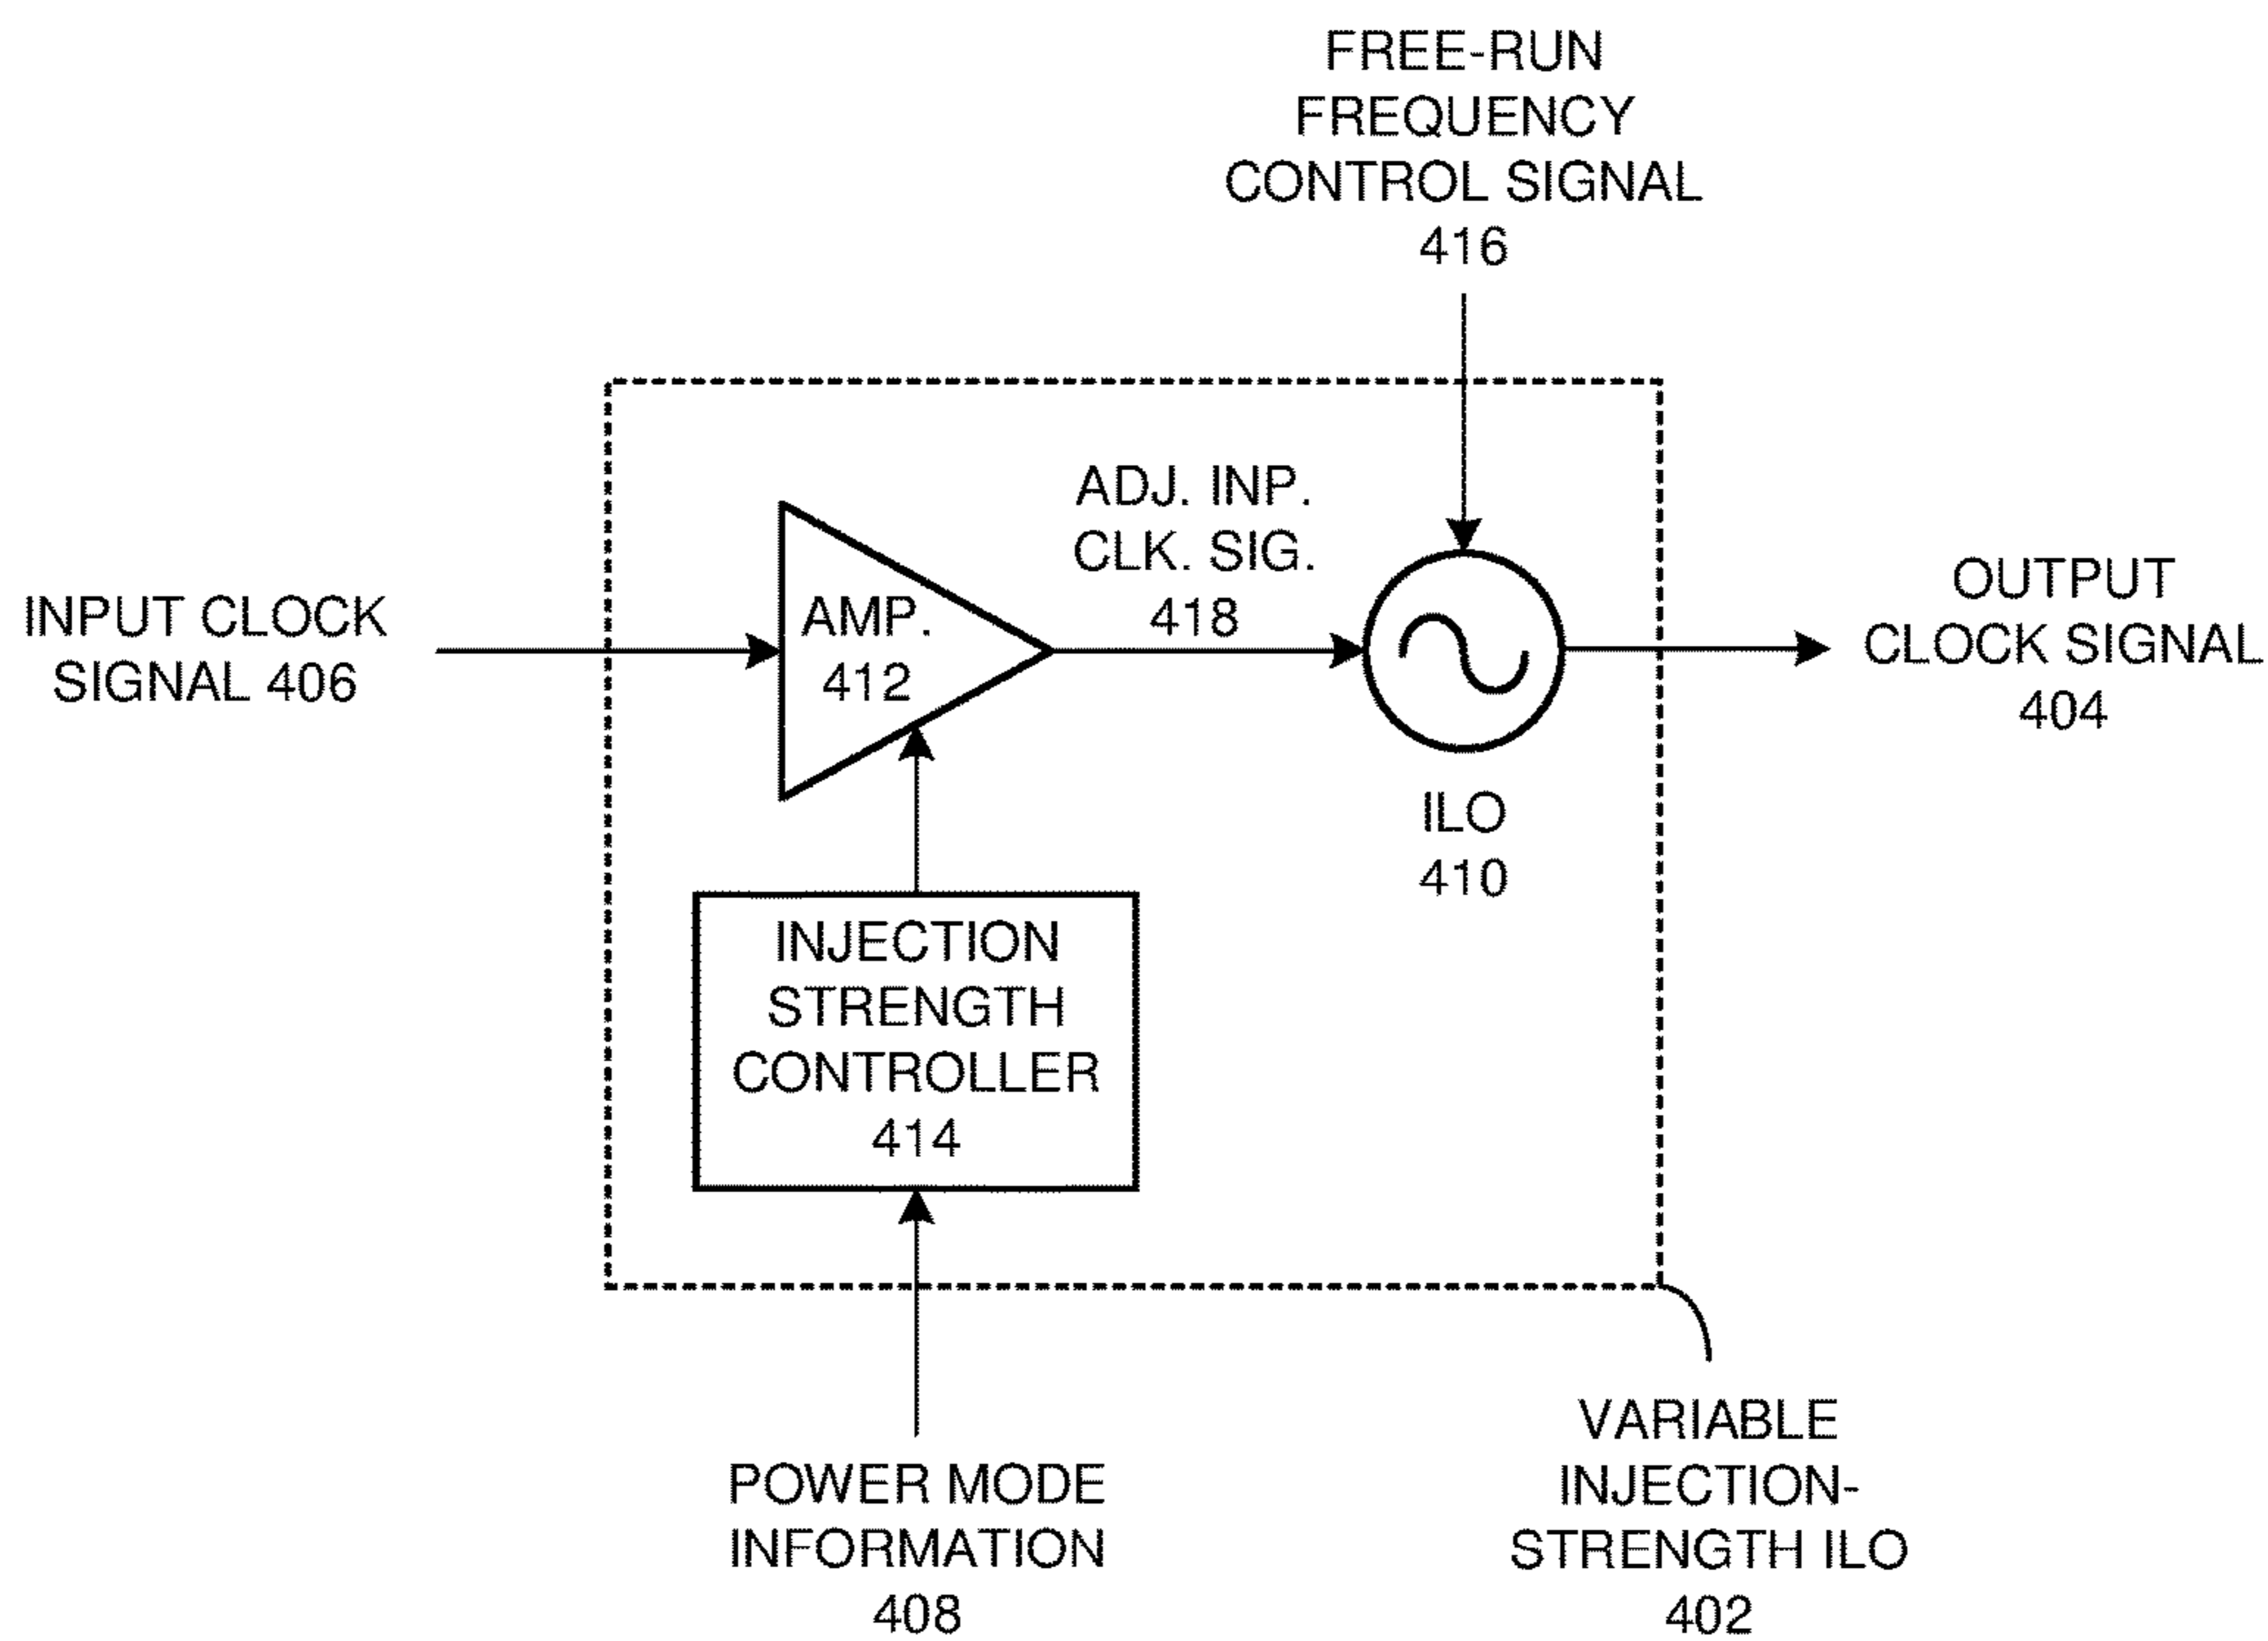 FREE-RUN
FREQUENCY
CONTROL SIGNAL
416
ADJ. INP.
CLK. SIG.
418
INPUT CLOCK
SIGNAL 406
AMP.
412
OUTPUT
CLOCK SIGNAL
404
ILO
410
INJECTION
STRENGTH
CONTROLLER
414
POWER MODE
INFORMATION
408
VARIABLE
INJECTION-
STRENGTH ILO
402